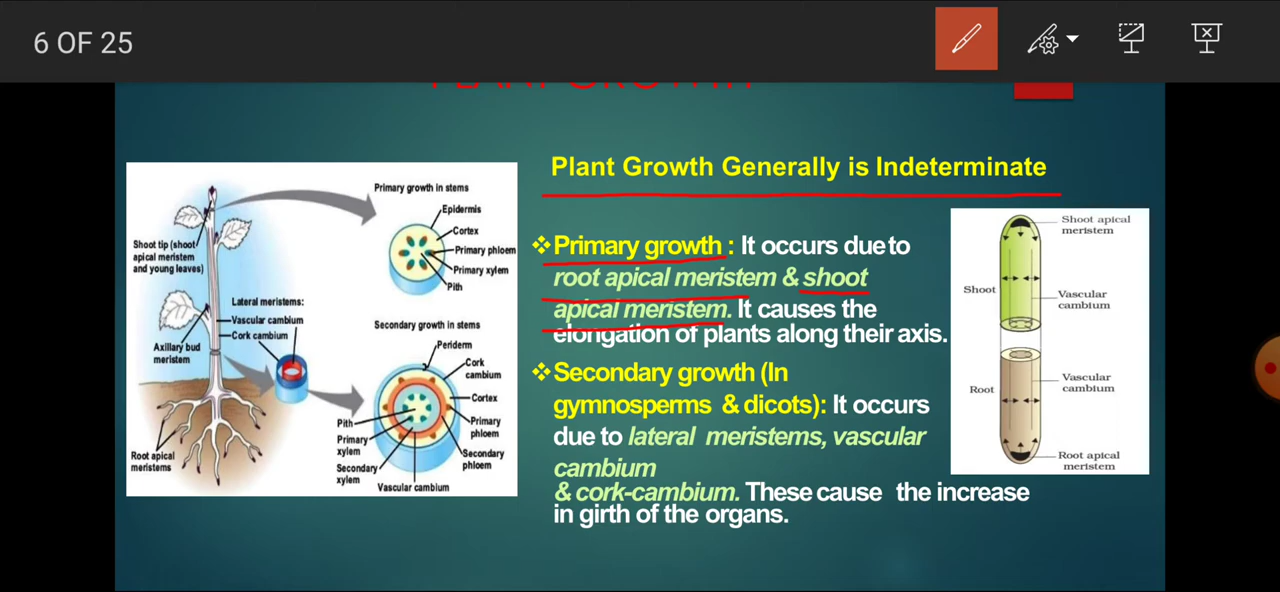 6 OF 25
PLANT GROWTH
Plant Growth Generally is Indeterminate
❖Primary growth : It occurs due to
root apical meristem & shoot
apical meristem. It causes the
elongation of plants along their axis.
❖Secondary growth (In
gymnosperms & dicots): It occurs
due to lateral meristems, vascular
cambium
& cork-cambium. These cause the increase
in girth of the organs.
Primary growth in stems
Epidermis
Cortex
Primary phloem
Primary xylem
Pith
Shoot tip (shoot
apical meristem
and young leaves)
Lateral meristems:
Vascular cambium
Cork cambium
Axillary bud
meristem
Root apical
meristems
Secondary growth in stems
Periderm
Cork
cambium
Cortex
Primary
phloem
Secondary
phloem
Pith
Primary
xylem
Secondary
xylem
Vascular cambium
Shoot apical
meristem
Shoot
Vascular
cambium
Root
Vascular
cambium
Root apical
meristem